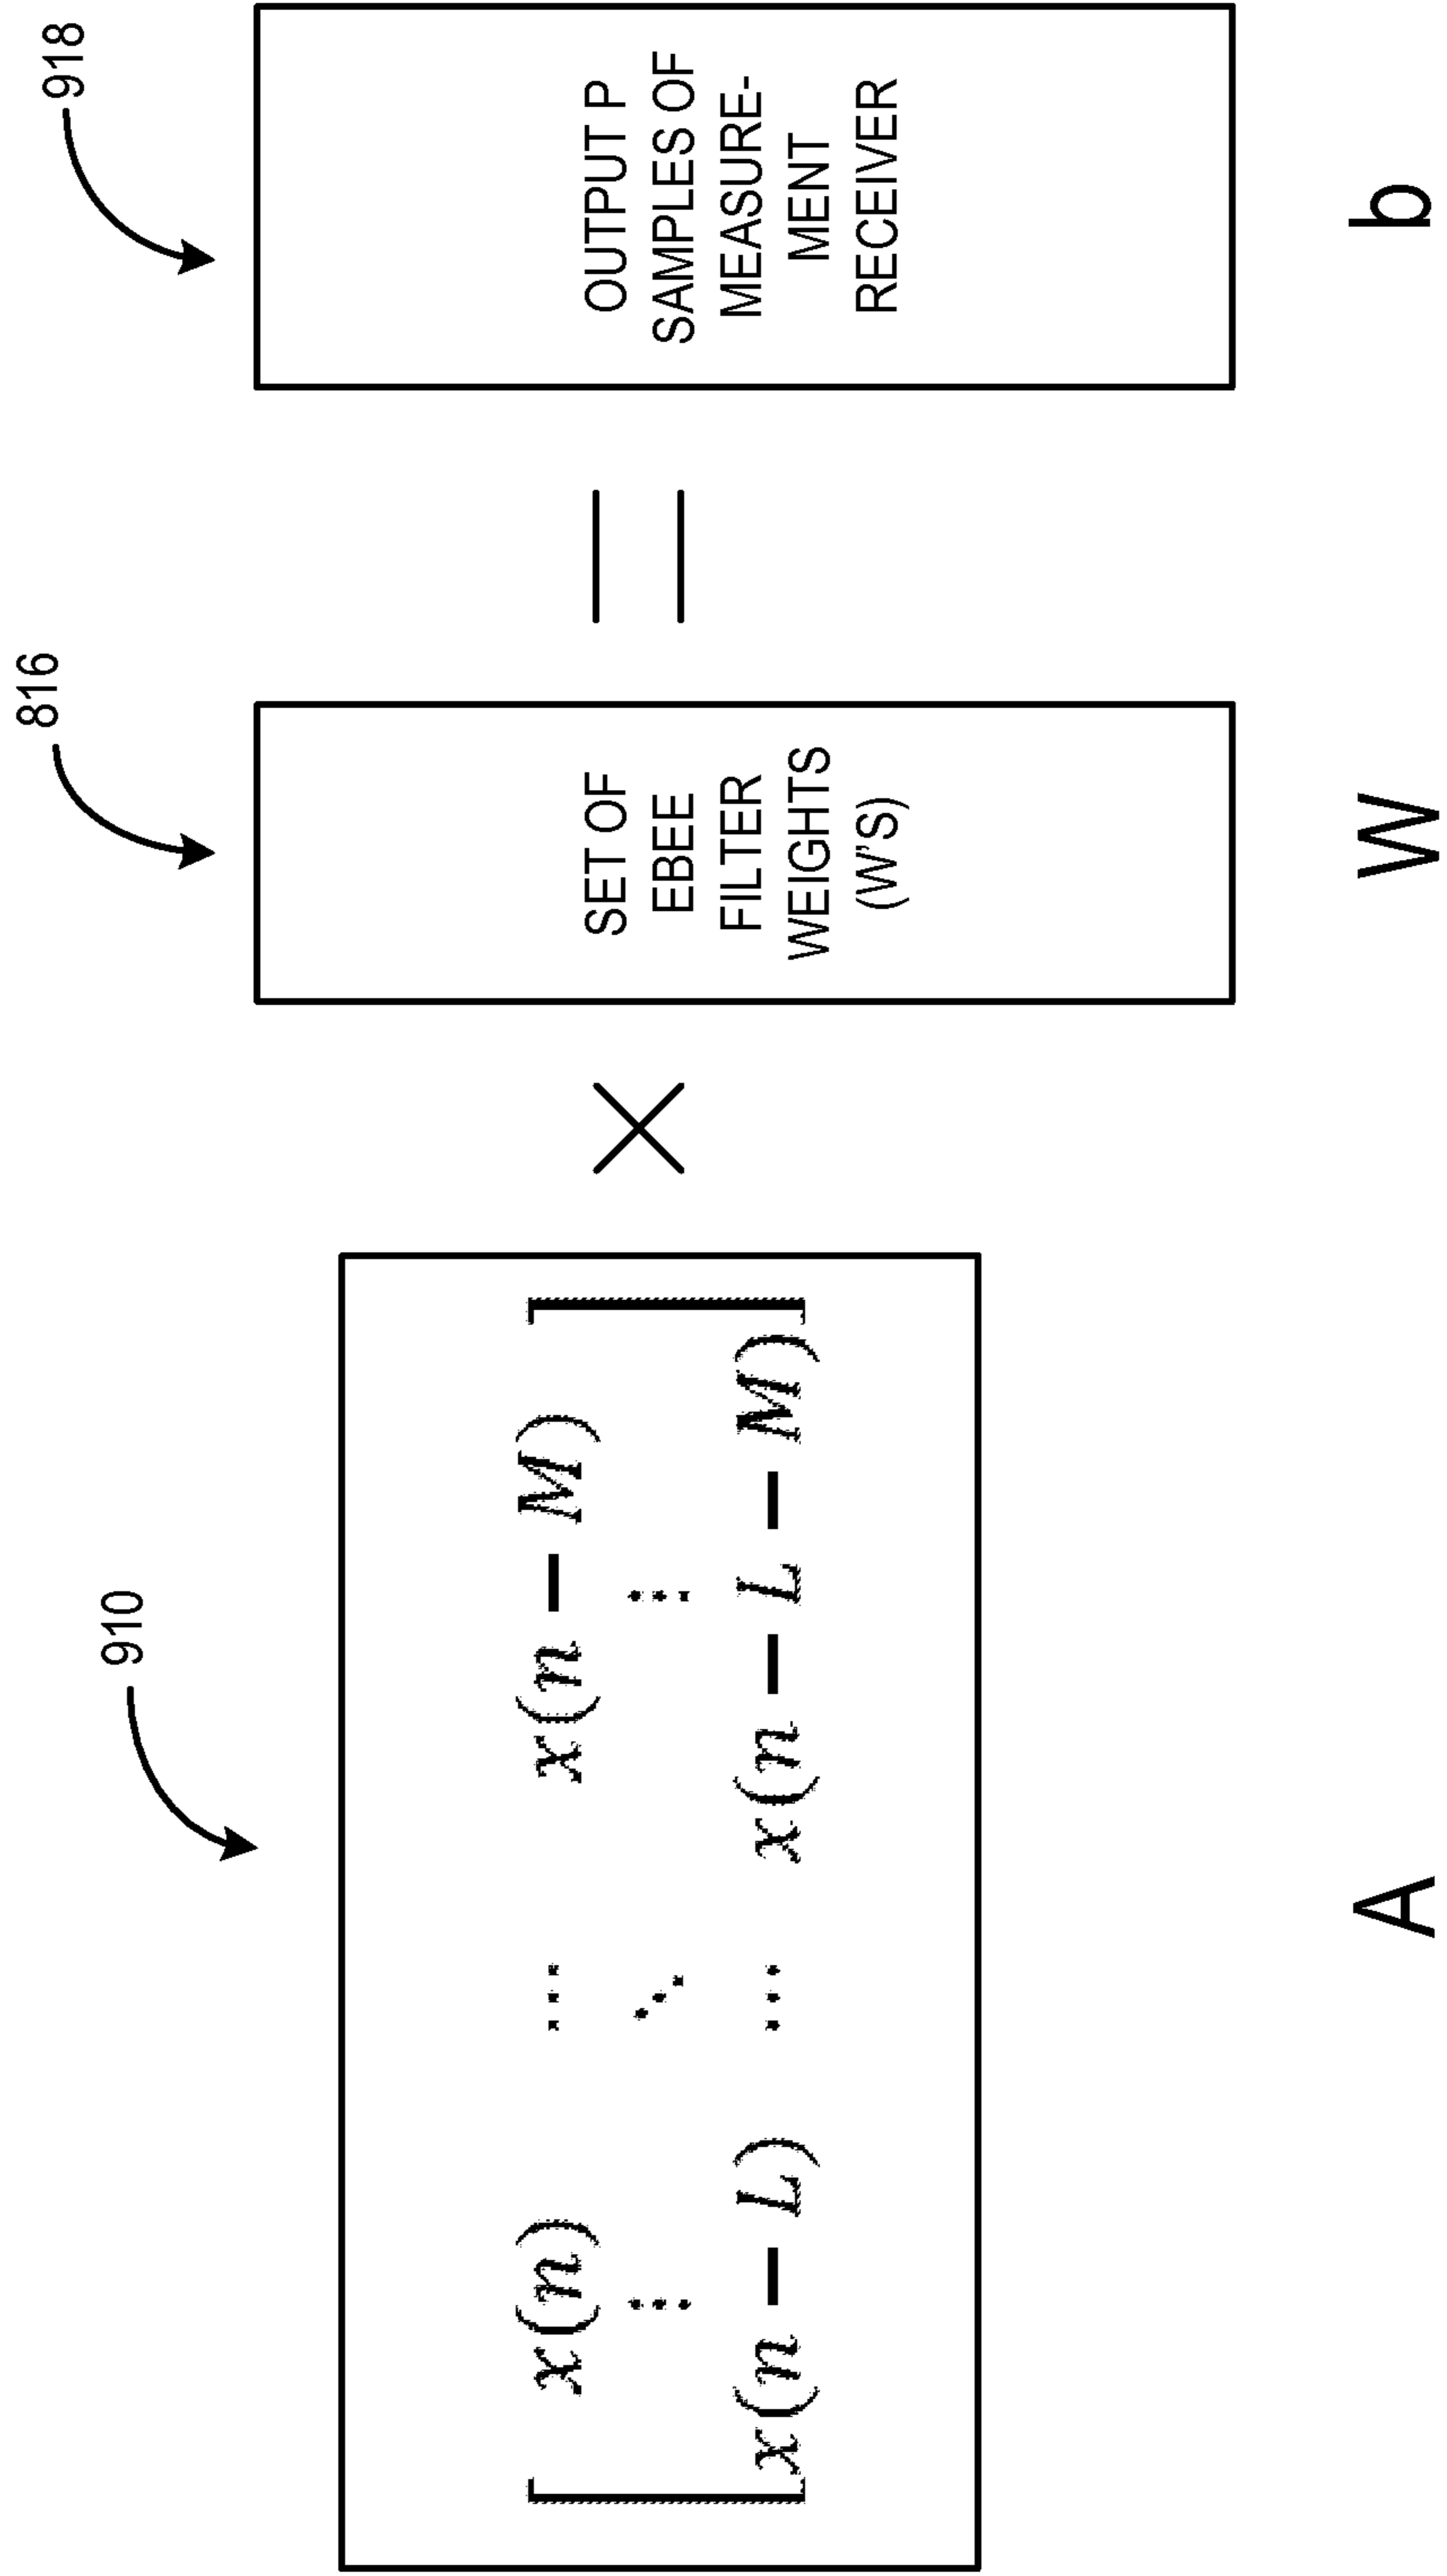 910
816
918
[ x(n) ⋯ x(n − M)
⋮ ⋱ ⋮
x(n − L) ⋯ x(n − L − M) ]
×
SET OF
EBEE
FILTER
WEIGHTS
(W'S)
=
OUTPUT P
SAMPLES OF
MEASURE-
MENT
RECEIVER
A
W
b